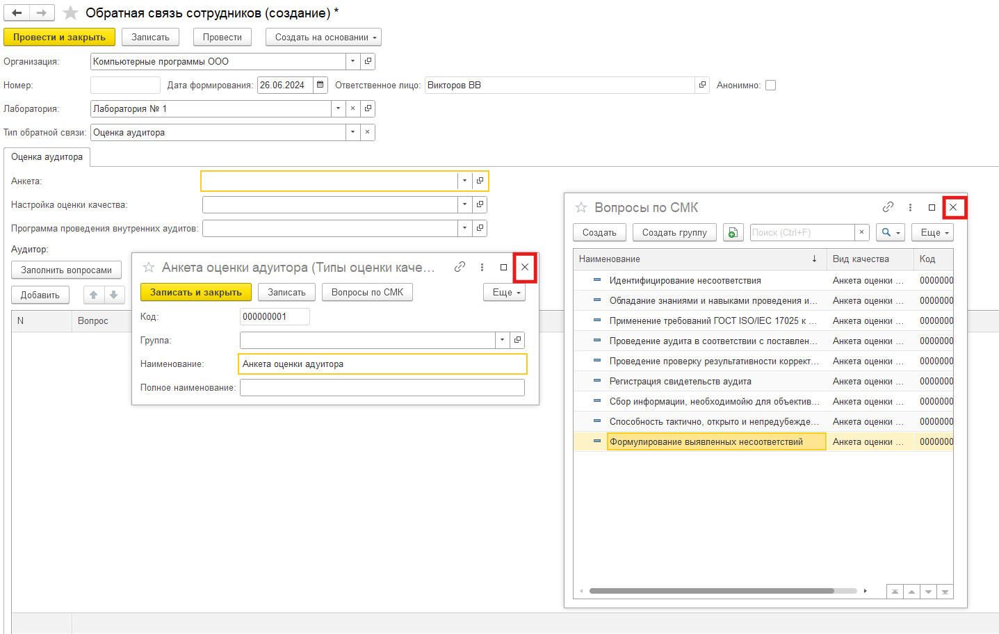 Обратная связь сотрудников (создание) *
Провести и закрыть Записать Провести Создать на основании
Организация: Компьютерные программы ООО
Номер: Дата формирования: 26.06.2024 Ответственное лицо: Викторов ВВ Анонимно:
Лаборатория: Лаборатория № 1
Тип обратной связи: Оценка аудитора
Оценка аудитора
Анкета:
Настройка оценки качества:
Программа проведения внутренних аудитов:
Аудитор:
Заполнить вопросами
Добавить
N Вопрос
Анкета оценки адуитора (Типы оценки каче...
Записать и закрыть Записать Вопросы по СМК Еще
Код: 000000001
Группа:
Наименование: Анкета оценки адуитора
Полное наименование:
Вопросы по СМК
Создать Создать группу Поиск (Ctrl+F) × Еще
Наименование ↓ Вид качества Код
Идентифицирование несоответствия Анкета оценки ... 0000000
Обладание знаниями и навыками проведения и... Анкета оценки ... 0000000
Применение требований ГОСТ ISO/IEC 17025 к ... Анкета оценки ... 0000000
Проведение аудита в соответствии с поставлен... Анкета оценки ... 0000000
Проведение проверку результативности коррект... Анкета оценки ... 0000000
Регистрация свидетельств аудита Анкета оценки ... 0000000
Сбор информации, необходимойю для объектив... Анкета оценки ... 0000000
Способность тактично, открыто и непредубежде... Анкета оценки ... 0000000
Формулирование выявленных несоответствий Анкета оценки ... 0000000